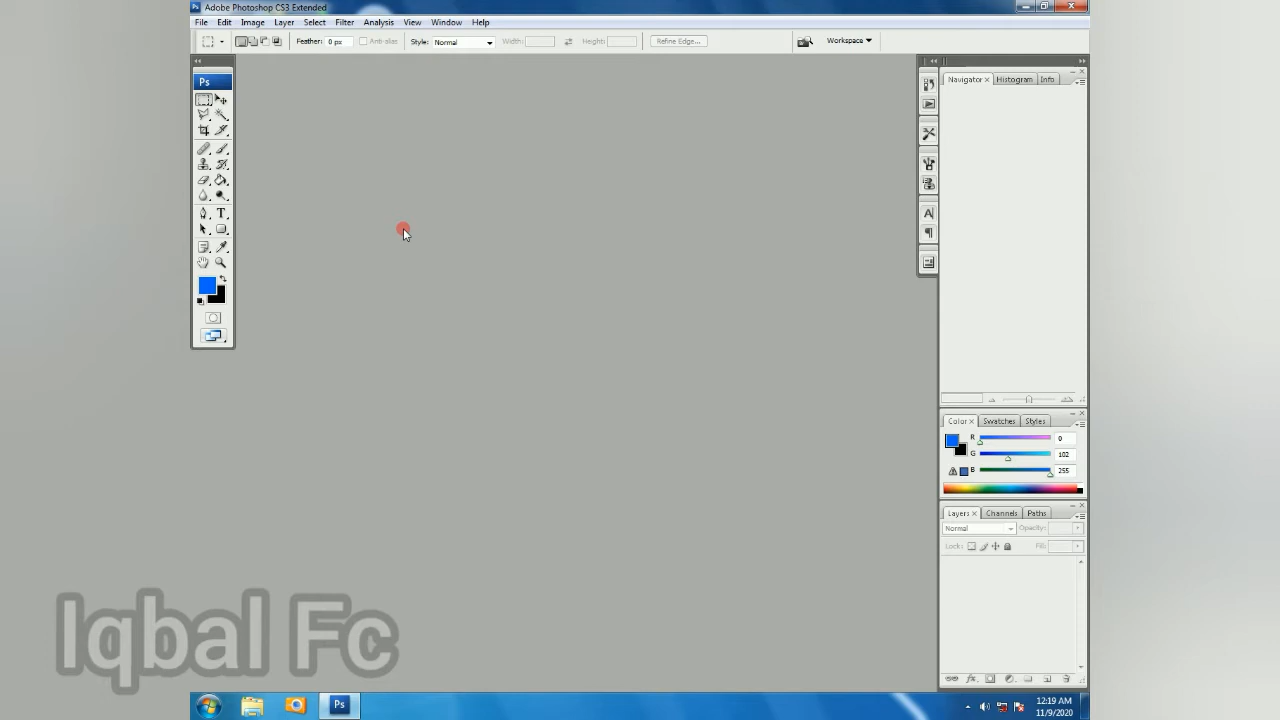 Adobe Photoshop CS3 Extended
File Edit Image Layer Select Filter Analysis View Window Help
Feather: 0 px Anti-alias Style: Normal Width: Height: Refine Edge... Workspace
Ps
Navigator Histogram Info
Color Swatches Styles
R 0
G 102
B 255
Layers Channels Paths
Normal Opacity:
Lock: Fill:
Iqbal Fc
Ps
12:19 AM
11/9/2020